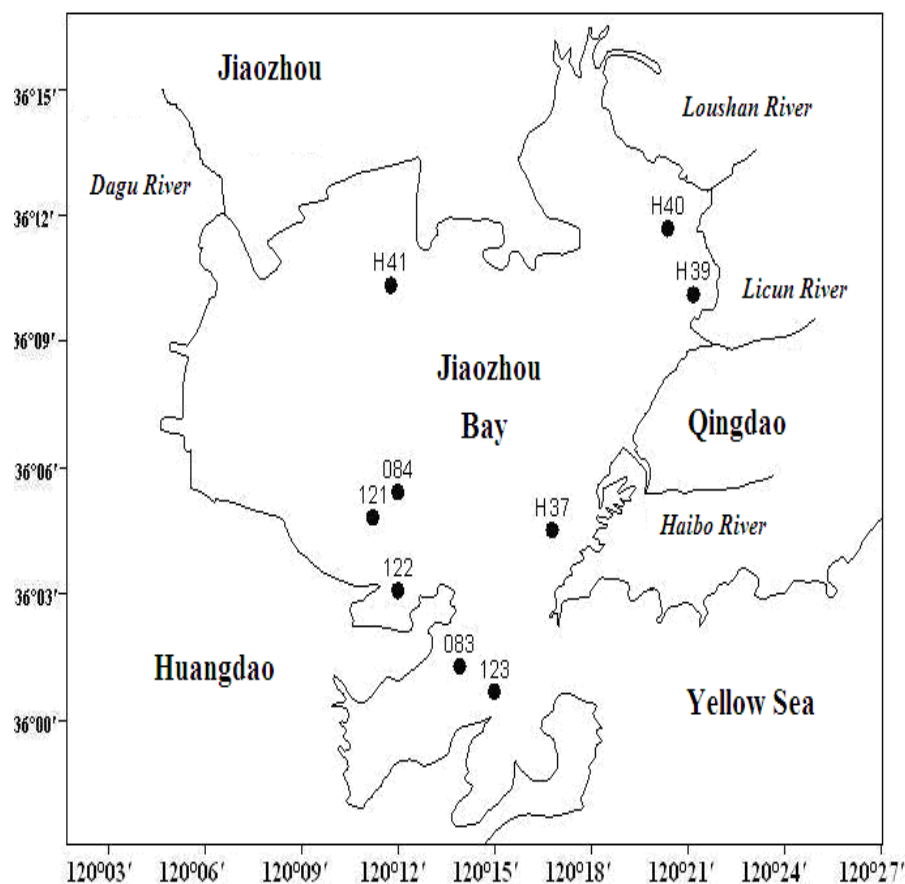 Jiaozhou
36°15′
Loushan River
Dagu River
H40
36°12′
H41
H39
Licun River
36°09′
Jiaozhou
Bay
Qingdao
084
36°06′
121
H37
Haibo River
122
36°03′
083
Huangdao
123
Yellow Sea
36°00′
120°03′ 120°06′ 120°09′ 120°12′ 120°15′ 120°18′ 120°21′ 120°24′ 120°27′